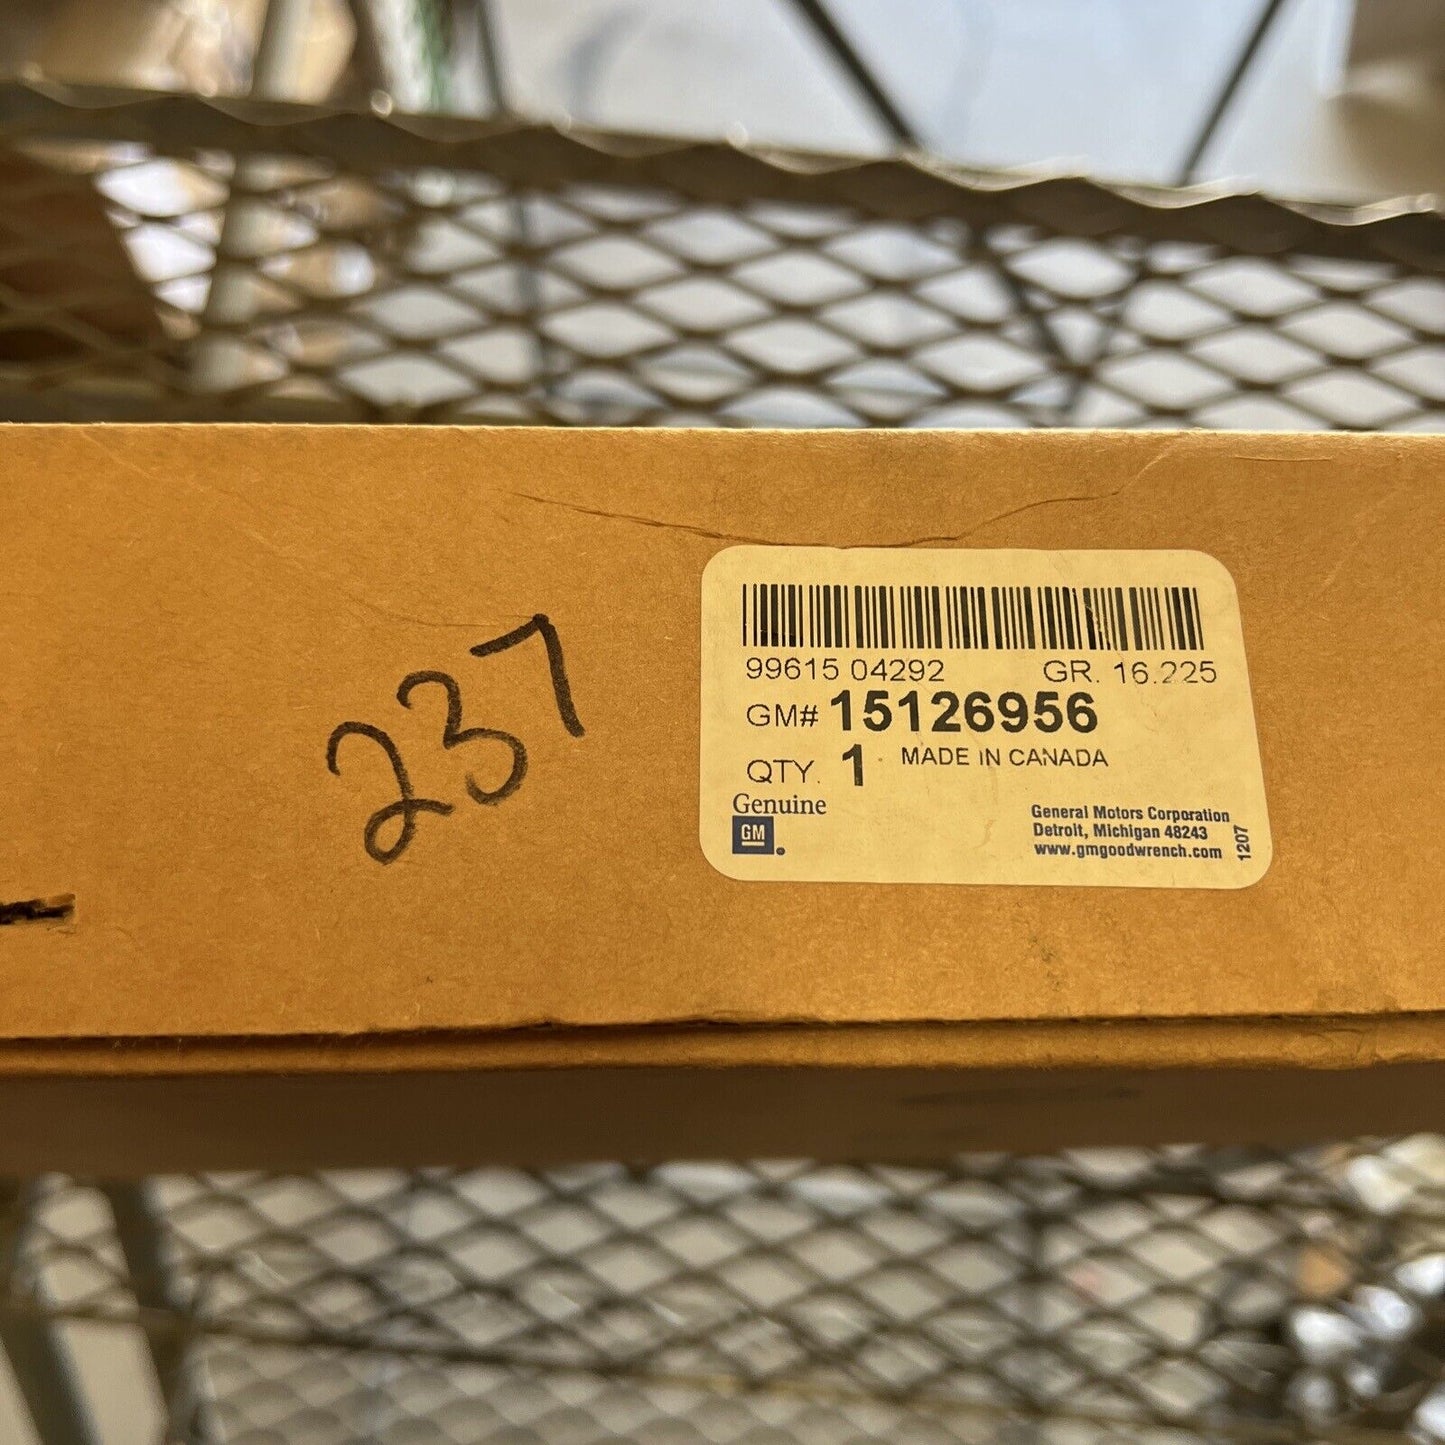 237
99615 04292 GR. 16.225
GM# 15126956
QTY. 1 MADE IN CANADA
Genuine
GM
General Motors Corporation
Detroit, Michigan 48243
www.gmgoodwrench.com
1207